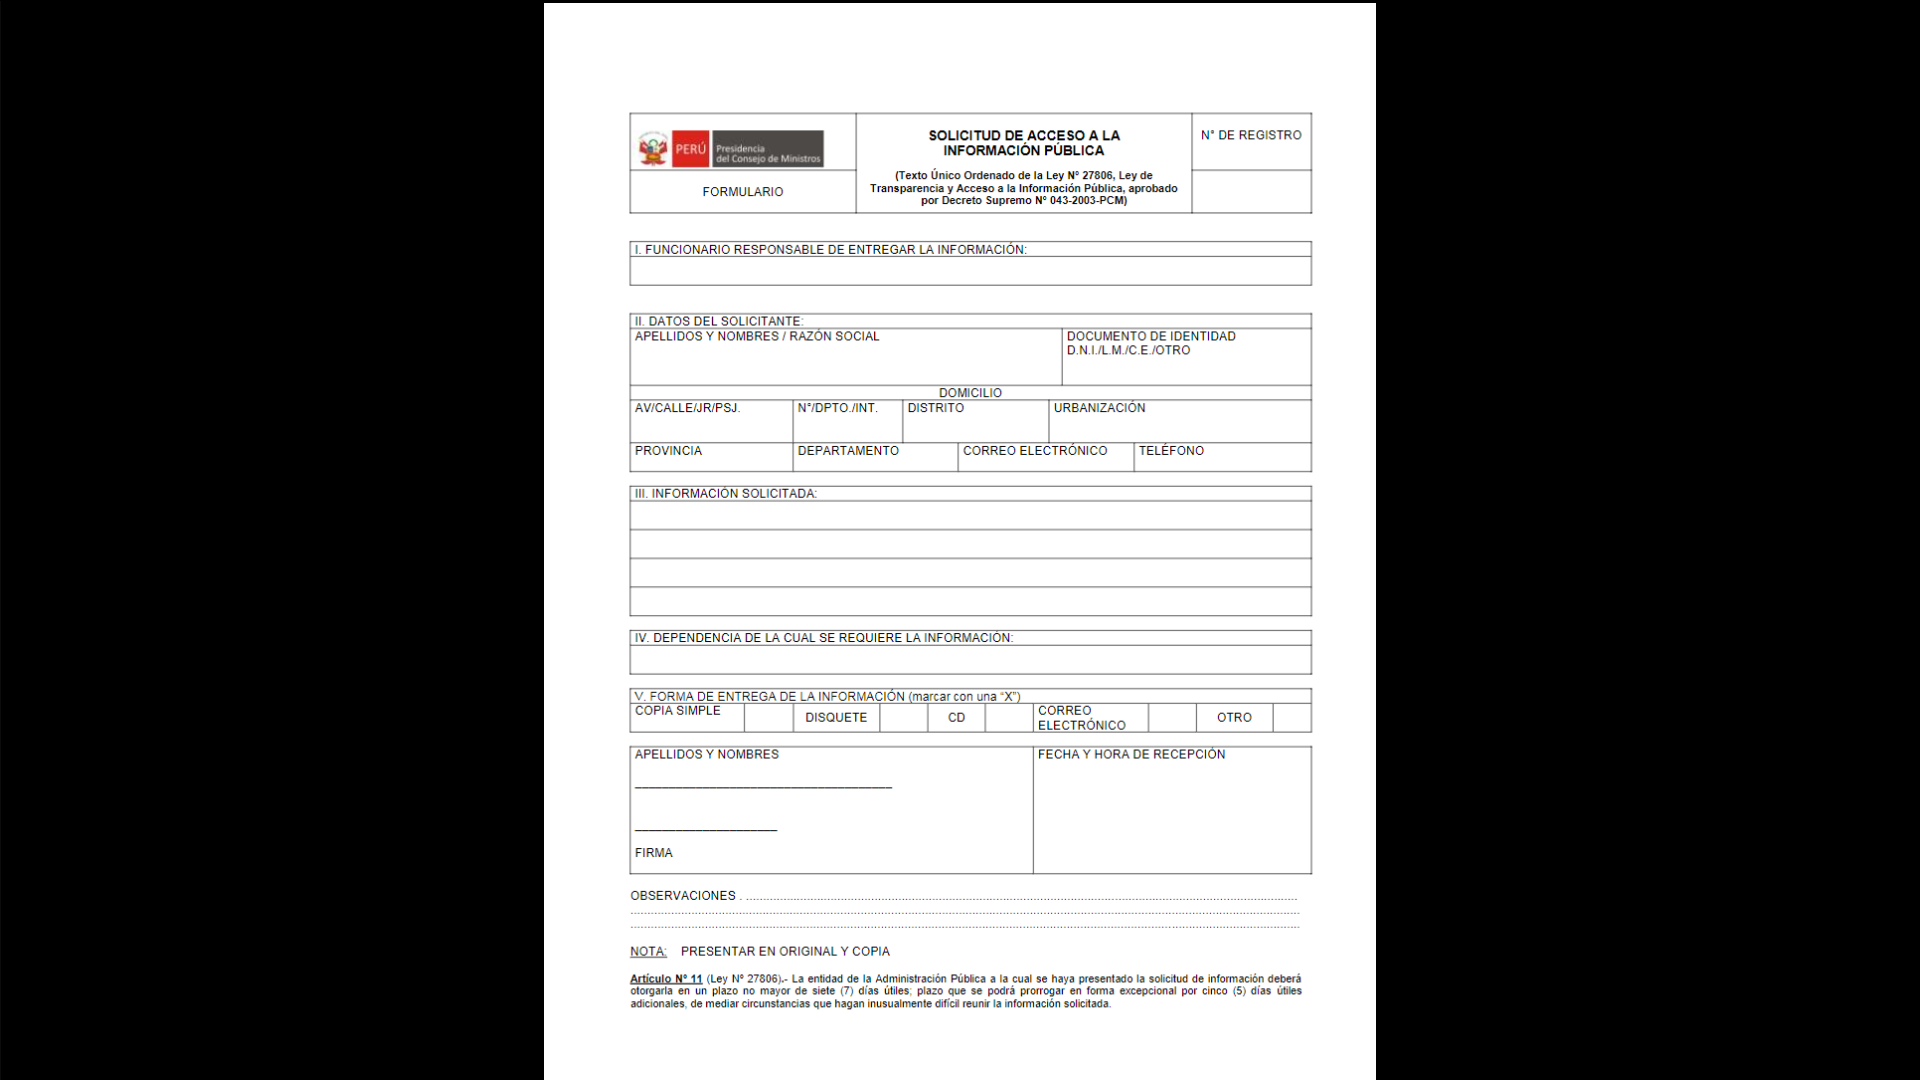 PERÚ
Presidencia
del Consejo de Ministros
FORMULARIO
SOLICITUD DE ACCESO A LA
INFORMACIÓN PÚBLICA
(Texto Único Ordenado de la Ley Nº 27806, Ley de
Transparencia y Acceso a la Información Pública, aprobado
por Decreto Supremo Nº 043-2003-PCM)
N° DE REGISTRO
I. FUNCIONARIO RESPONSABLE DE ENTREGAR LA INFORMACIÓN:
II. DATOS DEL SOLICITANTE:
APELLIDOS Y NOMBRES / RAZÓN SOCIAL
DOCUMENTO DE IDENTIDAD
D.N.I./L.M./C.E./OTRO
DOMICILIO
AV/CALLE/JR/PSJ.
N°/DPTO./INT.
DISTRITO
URBANIZACIÓN
PROVINCIA
DEPARTAMENTO
CORREO ELECTRÓNICO
TELÉFONO
III. INFORMACIÓN SOLICITADA:
IV. DEPENDENCIA DE LA CUAL SE REQUIERE LA INFORMACIÓN:
V. FORMA DE ENTREGA DE LA INFORMACIÓN (marcar con una “X”)
COPIA SIMPLE
DISQUETE
CD
CORREO
ELECTRÓNICO
OTRO
APELLIDOS Y NOMBRES
FIRMA
FECHA Y HORA DE RECEPCIÓN
OBSERVACIONES .
NOTA: PRESENTAR EN ORIGINAL Y COPIA
Artículo Nº 11 (Ley Nº 27806).- La entidad de la Administración Pública a la cual se haya presentado la solicitud de información deberá
otorgarla en un plazo no mayor de siete (7) días útiles; plazo que se podrá prorrogar en forma excepcional por cinco (5) días útiles
adicionales, de mediar circunstancias que hagan inusualmente difícil reunir la información solicitada.